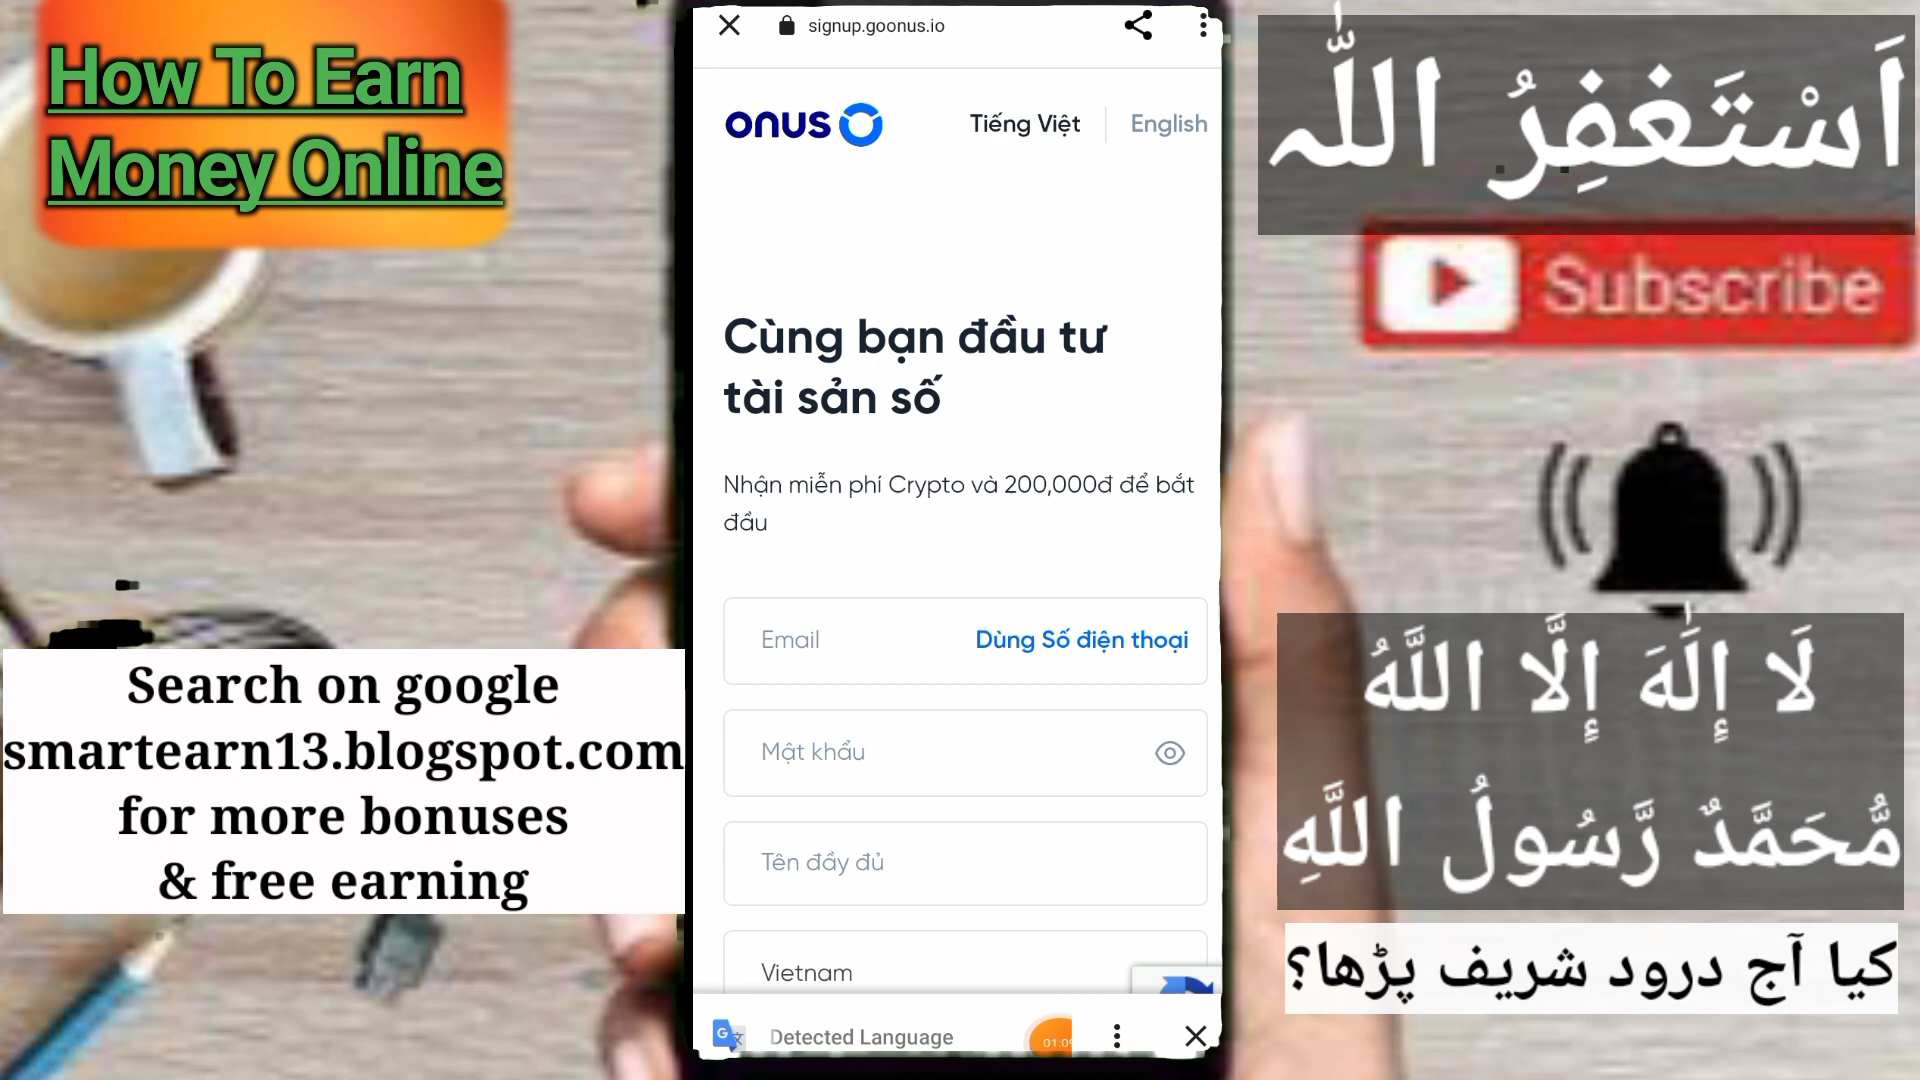 How To Earn
Money Online
Search on google
smartearn13.blogspot.com
for more bonuses
& free earning
signup.goonus.io
onus
Tiếng Việt
English
Cùng bạn đầu tư
tài sản số
Nhận miễn phí Crypto và 200,000đ để bắt
đầu
Email
Dùng Số điện thoại
Mật khẩu
Tên đầy đủ
Vietnam
Detected Language
اَسْتَغْفِرُ اللّٰہ
Subscribe
لَا إِلَٰهَ إِلَّا اللَّهُ
مُّحَمَّدٌ رَّسُولُ اللَّهِ
کیا آج درود شریف پڑھا؟